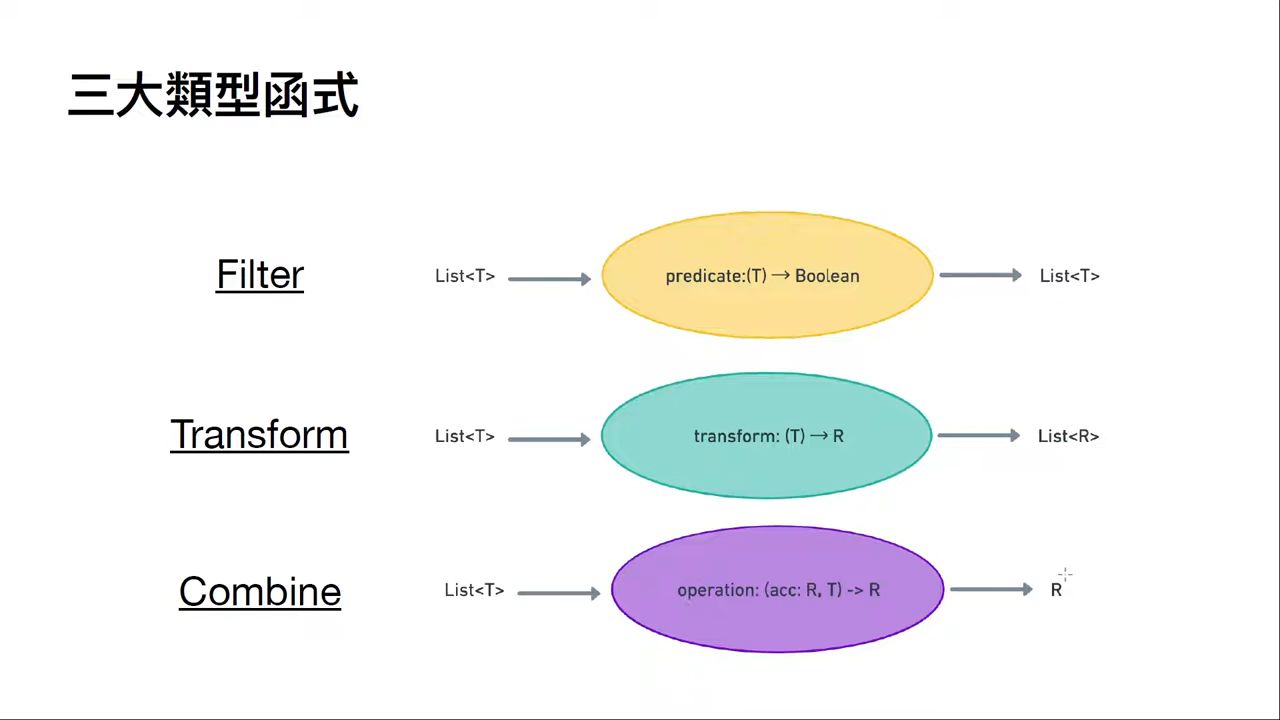 三大類型函式
Filter List<T> predicate:(T) → Boolean List<T>
Transform List<T> transform: (T) → R List<R>
Combine List<T> operation: (acc: R, T) -> R R